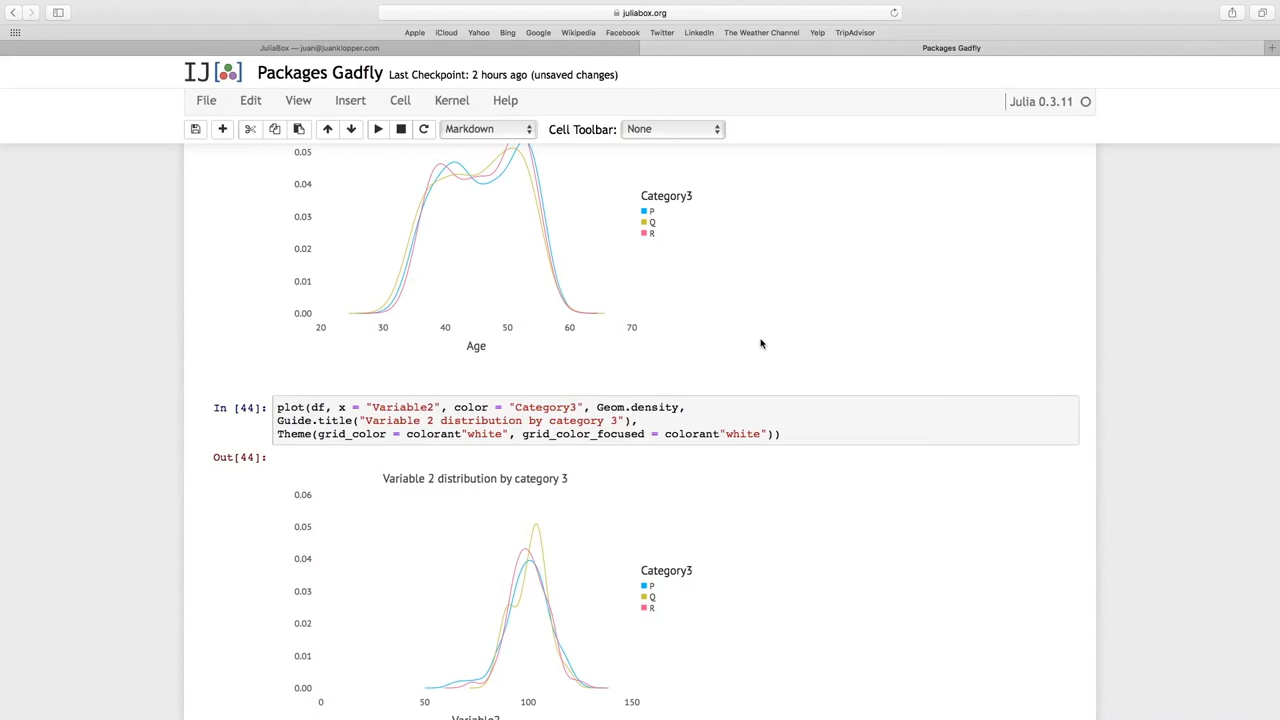 juliabox.org
Apple iCloud Yahoo Bing Google Wikipedia Facebook Twitter LinkedIn The Weather Channel Yelp TripAdvisor
JuliaBox — juan@juanklopper.com
Packages Gadfly
IJ Packages Gadfly Last Checkpoint: 2 hours ago (unsaved changes)
File Edit View Insert Cell Kernel Help
Julia 0.3.11
Markdown Cell Toolbar: None
0.05
0.04
0.03
0.02
0.01
0.00
20 30 40 50 60 70
Age
Category3
P
Q
R
In [44]:
plot(df, x = "Variable2", color = "Category3", Geom.density,
Guide.title("Variable 2 distribution by category 3"),
Theme(grid_color = colorant"white", grid_color_focused = colorant"white"))
Out[44]:
Variable 2 distribution by category 3
0.06
0.05
0.04
0.03
0.02
0.01
0.00
0 50 100 150
Variable2
Category3
P
Q
R